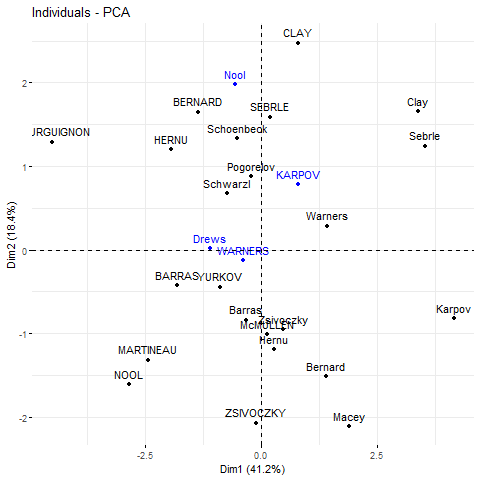 Individuals - PCA
CLAY
Nool
BERNARD
SEBRLE
Clay
Schoenbeck
URGUIGNON
HERNU
Sebrle
Pogorelov
KARPOV
Schwarzl
Warners
Drews
WARNERS
BARRAS
YURKOV
Barras
Zsivoczky
McMULLEN
Karpov
Hernu
MARTINEAU
Bernard
NOOL
ZSIVOCZKY
Macey
2
1
0
-1
-2
Dim2 (18.4%)
-2.5
0.0
2.5
Dim1 (41.2%)